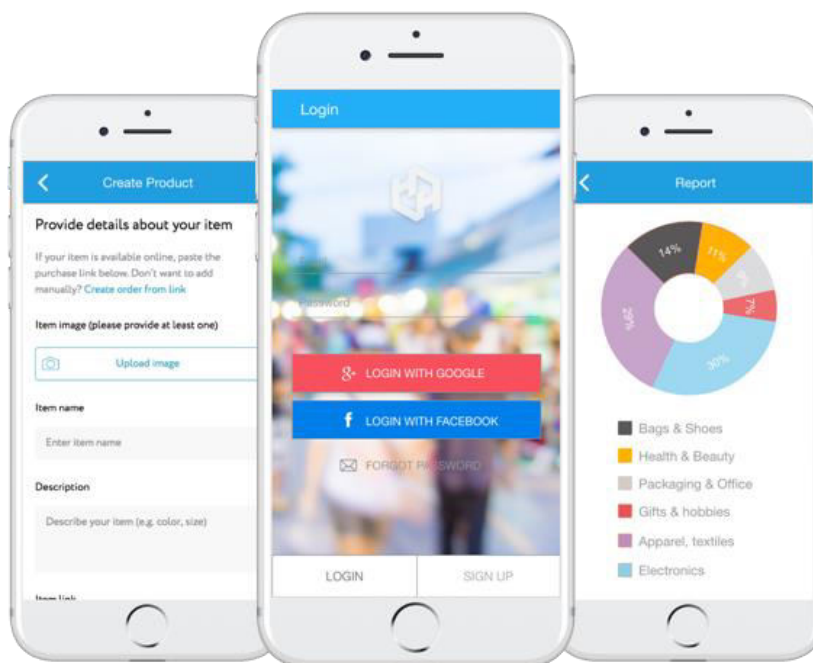 Create Product
Provide details about your item
If your item is available online, paste the
purchase link below. Don't want to add
manually? Create order from link
Item image (please provide at least one)
Upload image
Item name
Enter item name
Description
Describe your item (e.g. color, size)
Item link
Login
Password
G+ LOGIN WITH GOOGLE
f LOGIN WITH FACEBOOK
FORGOT PASSWORD
LOGIN
SIGN UP
Report
14%
11%
7%
30%
29%
Bags & Shoes
Health & Beauty
Packaging & Office
Gifts & hobbies
Apparel, textiles
Electronics